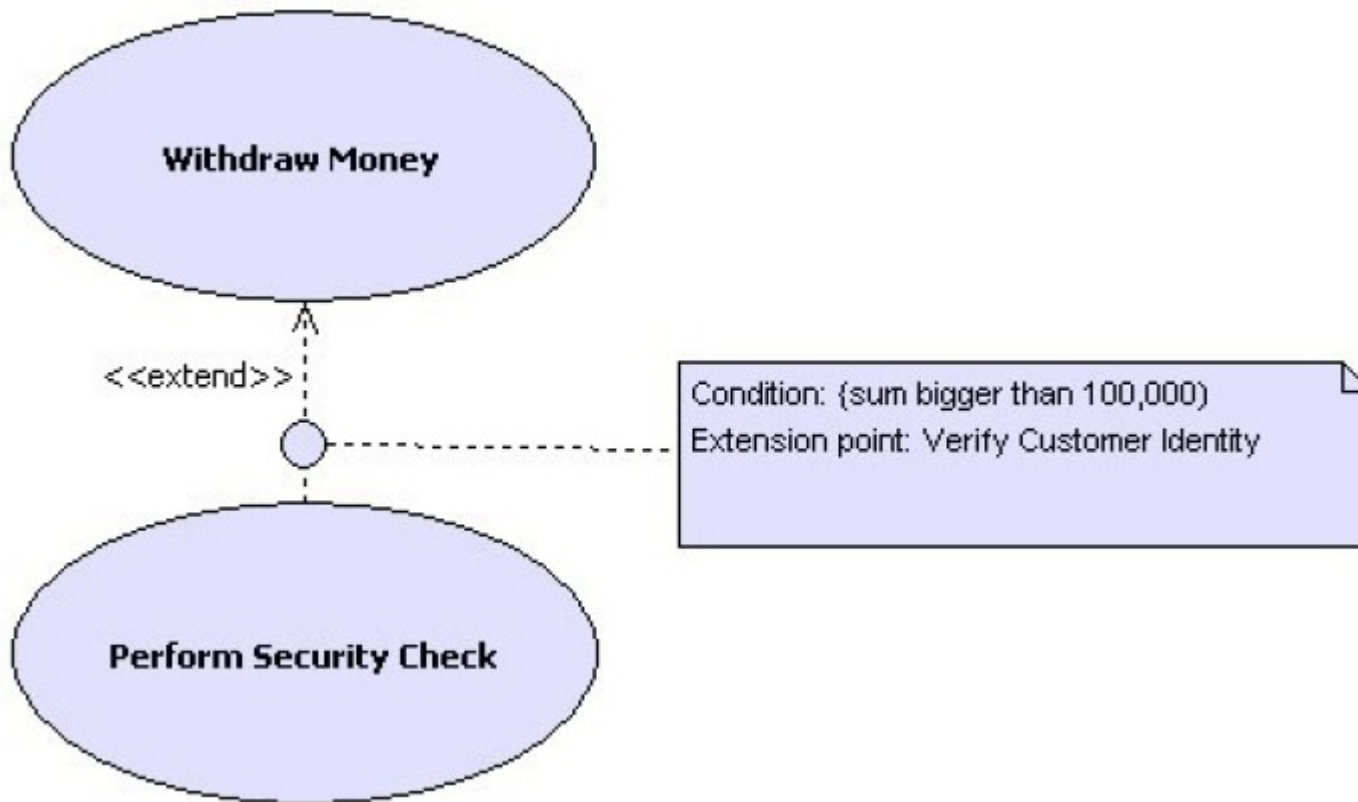 Withdraw Money
<<extend>>
Condition: {sum bigger than 100,000)
Extension point: Verify Customer Identity
Perform Security Check